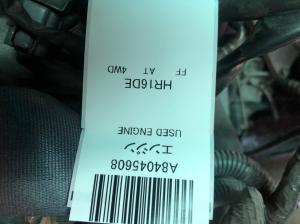 A84045608
エンジン
USED ENGINE
HR16DE
FF AT 4WD